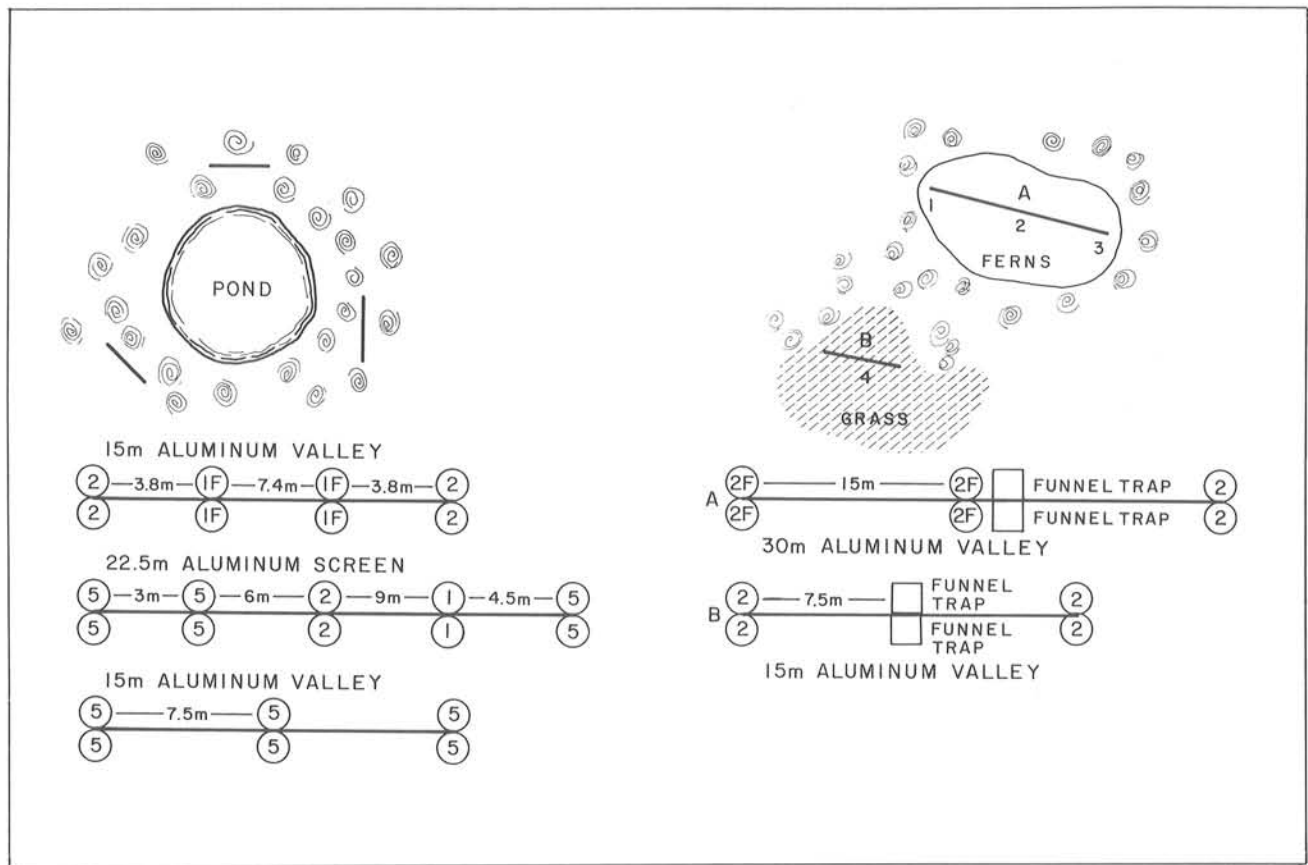 POND
15m ALUMINUM VALLEY
2 3.8m 1F 7.4m 1F 3.8m 2
2 1F 1F 2
22.5m ALUMINUM SCREEN
5 3m 5 6m 2 9m 1 4.5m 5
5 5 2 1 5
15m ALUMINUM VALLEY
5 7.5m 5 5
5 5 5
A
1
2
3
FERNS
B
4
GRASS
2F 15m 2F FUNNEL TRAP 2
A
2F 2F FUNNEL TRAP 2
30m ALUMINUM VALLEY
2 7.5m FUNNEL TRAP 2
B
2 FUNNEL TRAP 2
15m ALUMINUM VALLEY